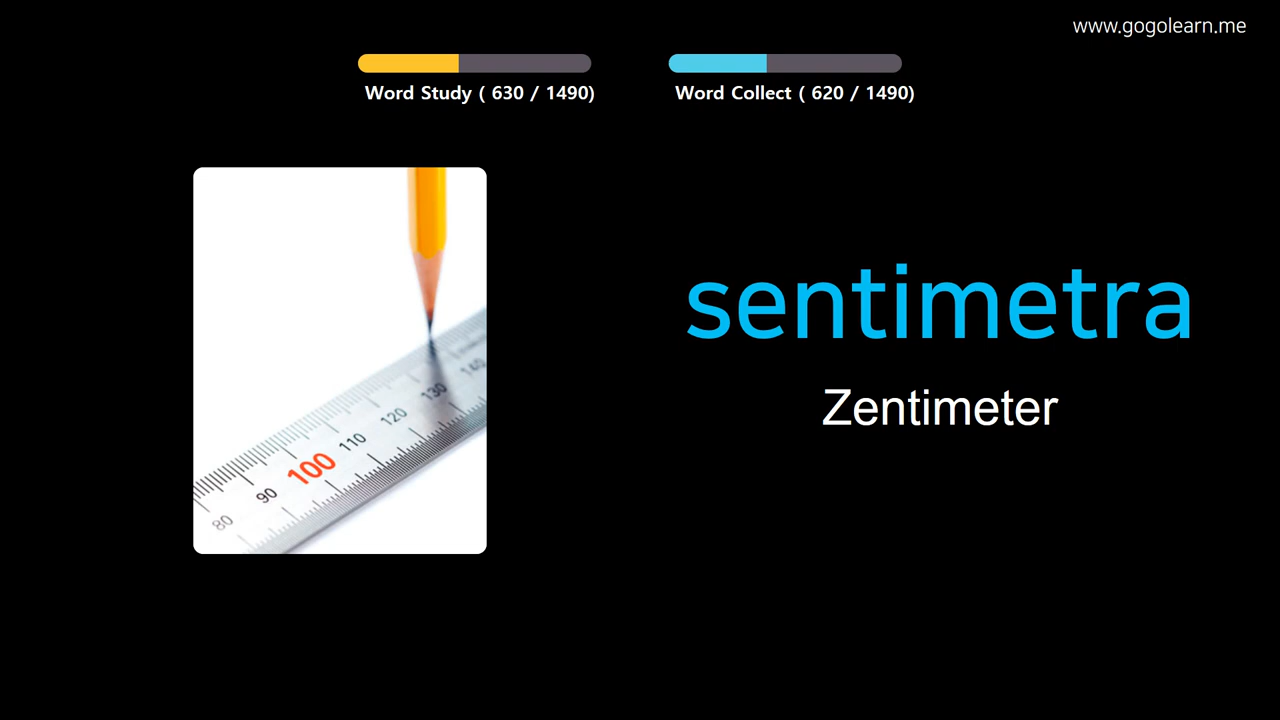 www.gogolearn.me
Word Study ( 630 / 1490)
Word Collect ( 620 / 1490)
sentimetra
Zentimeter
80
90
100
110
120
130
140